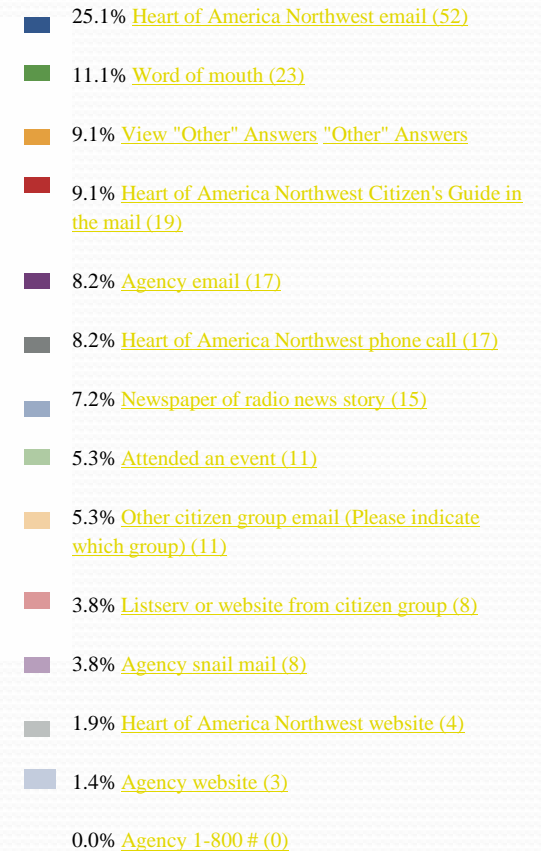 25.1% Heart of America Northwest email (52)
11.1% Word of mouth (23)
9.1% View "Other" Answers "Other" Answers
9.1% Heart of America Northwest Citizen's Guide in
the mail (19)
8.2% Agency email (17)
8.2% Heart of America Northwest phone call (17)
7.2% Newspaper of radio news story (15)
5.3% Attended an event (11)
5.3% Other citizen group email (Please indicate
which group) (11)
3.8% Listserv or website from citizen group (8)
3.8% Agency snail mail (8)
1.9% Heart of America Northwest website (4)
1.4% Agency website (3)
0.0% Agency 1-800 # (0)